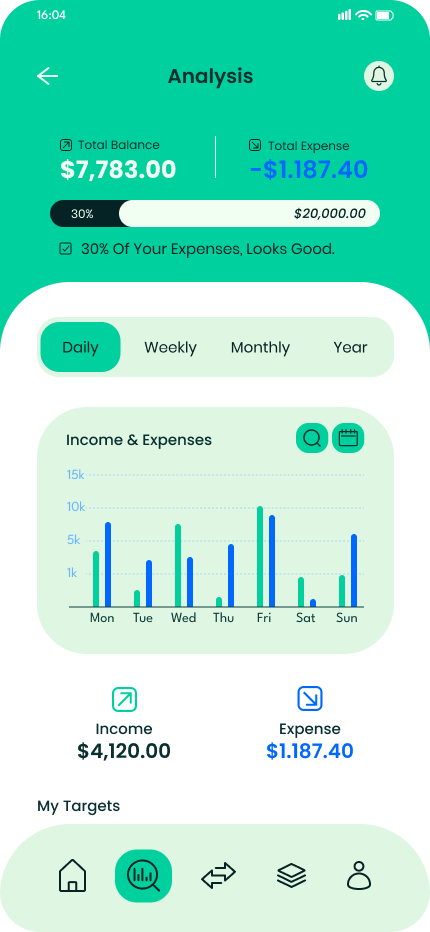 16:04
Analysis
Total Balance
$7,783.00
Total Expense
-$1.187.40
30%
$20,000.00
30% Of Your Expenses, Looks Good.
Daily Weekly Monthly Year
Income & Expenses
15k
10k
5k
1k
Mon Tue Wed Thu Fri Sat Sun
Income
$4,120.00
Expense
$1.187.40
My Targets